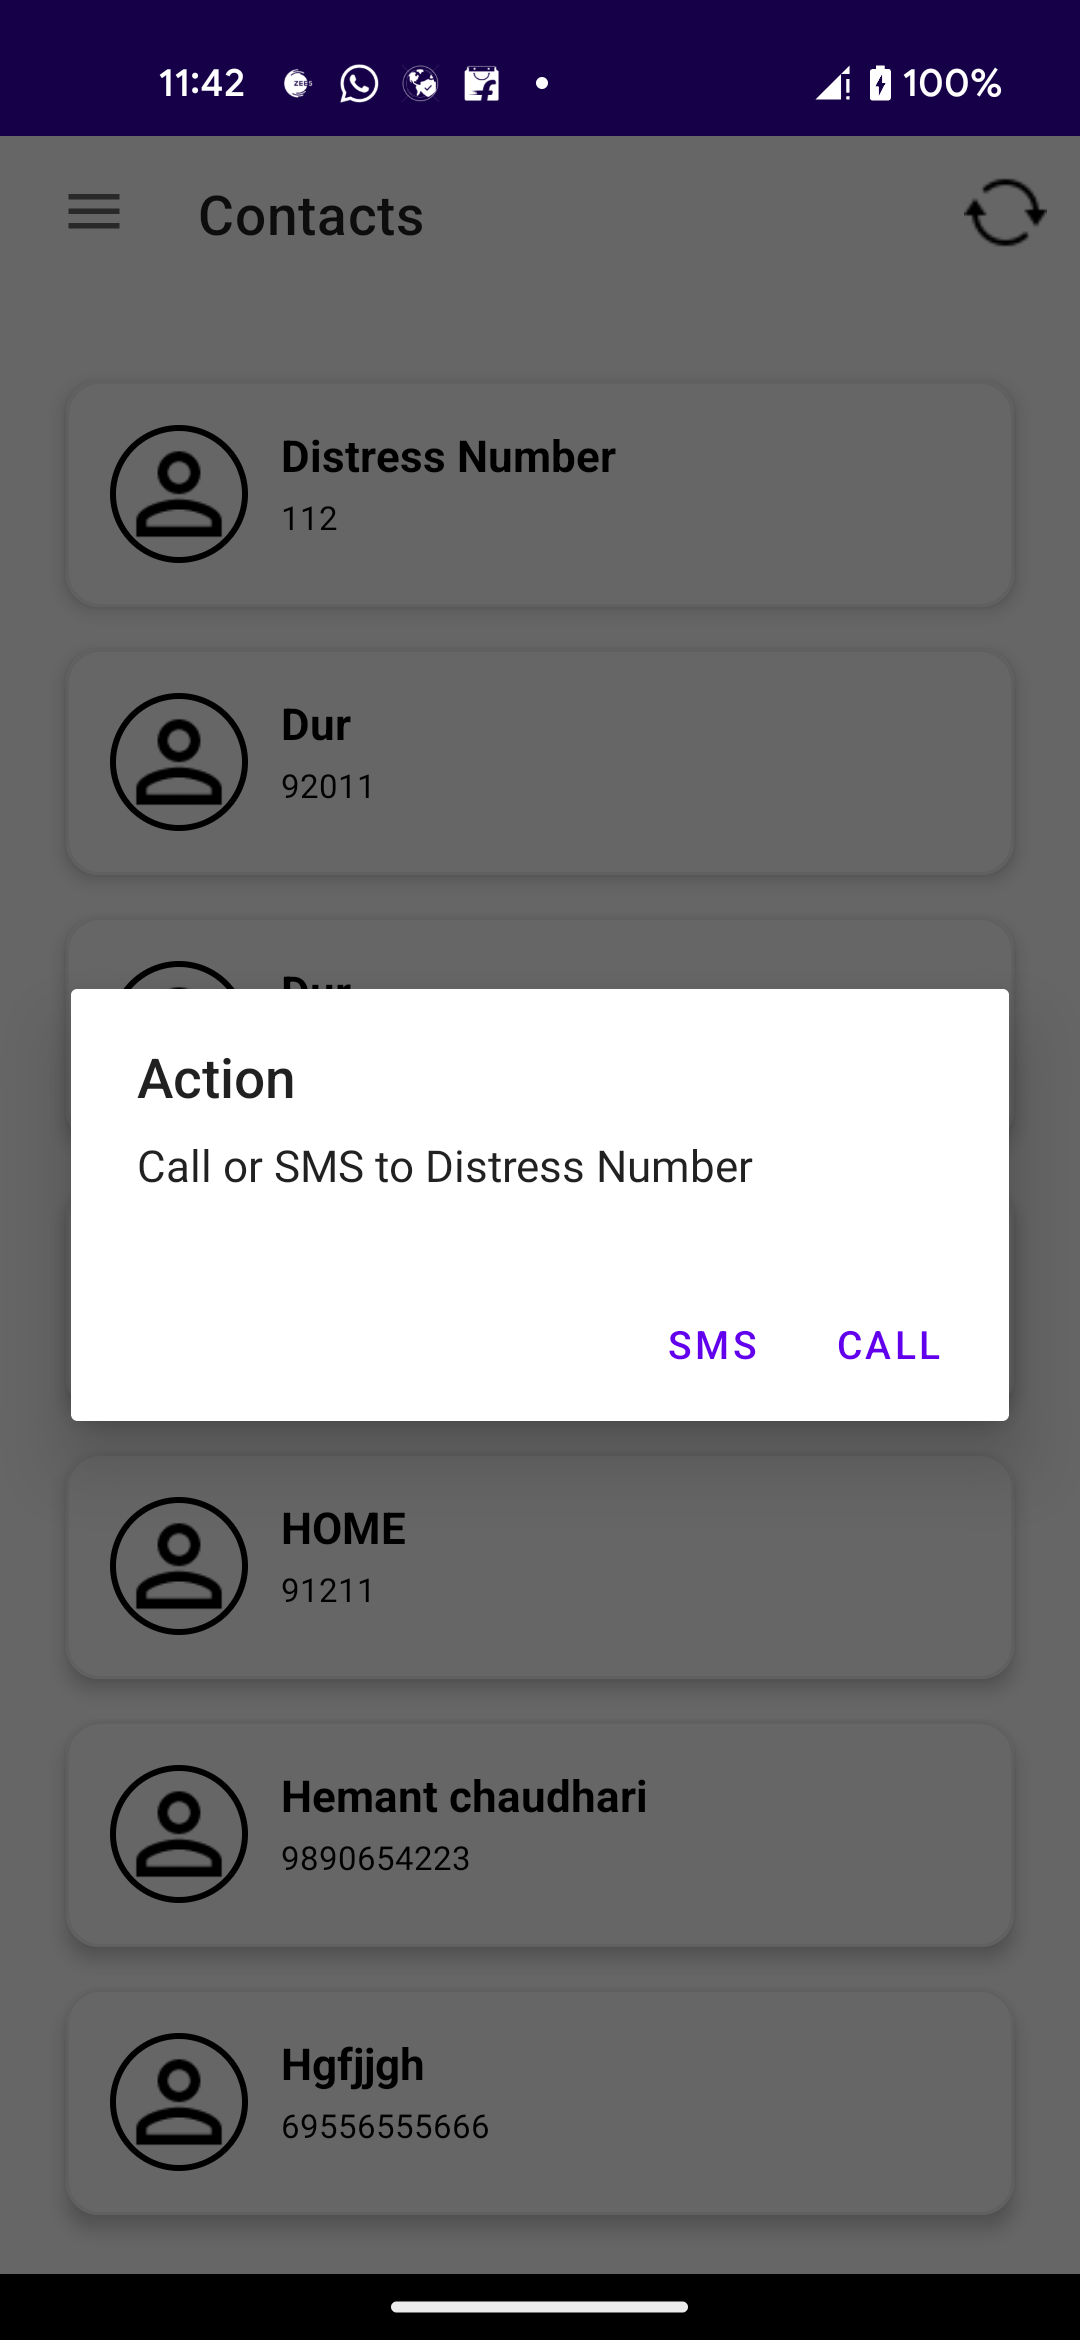 11:42
100%
Contacts
Distress Number
112
Dur
92011
Dur
Action
Call or SMS to Distress Number
SMS CALL
HOME
91211
Hemant chaudhari
9890654223
Hgfjjgh
69556555666